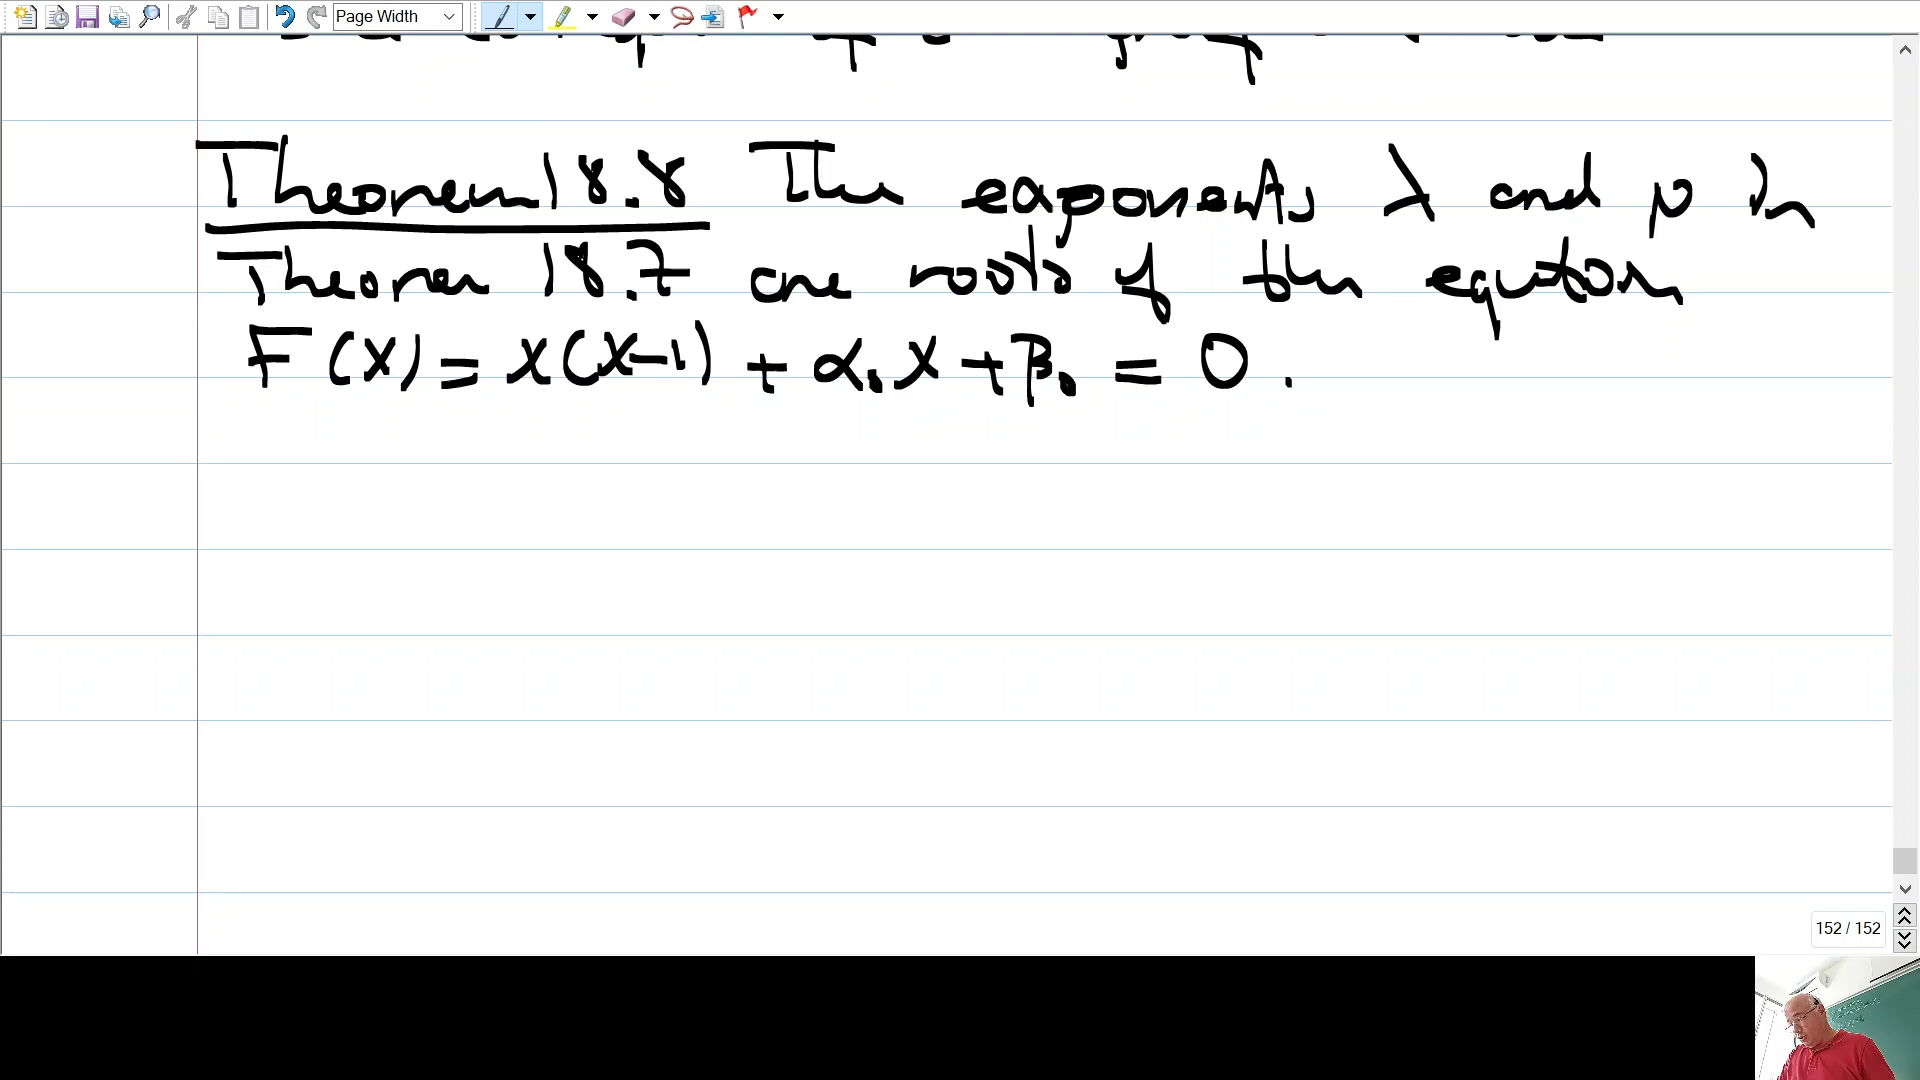 Page Width
Theorem 18.8 The exponents λ and μ in
Theorem 18.7 are roots of the equation
F(X) = X(X-1) + α₀X + β₀ = 0.
152 / 152